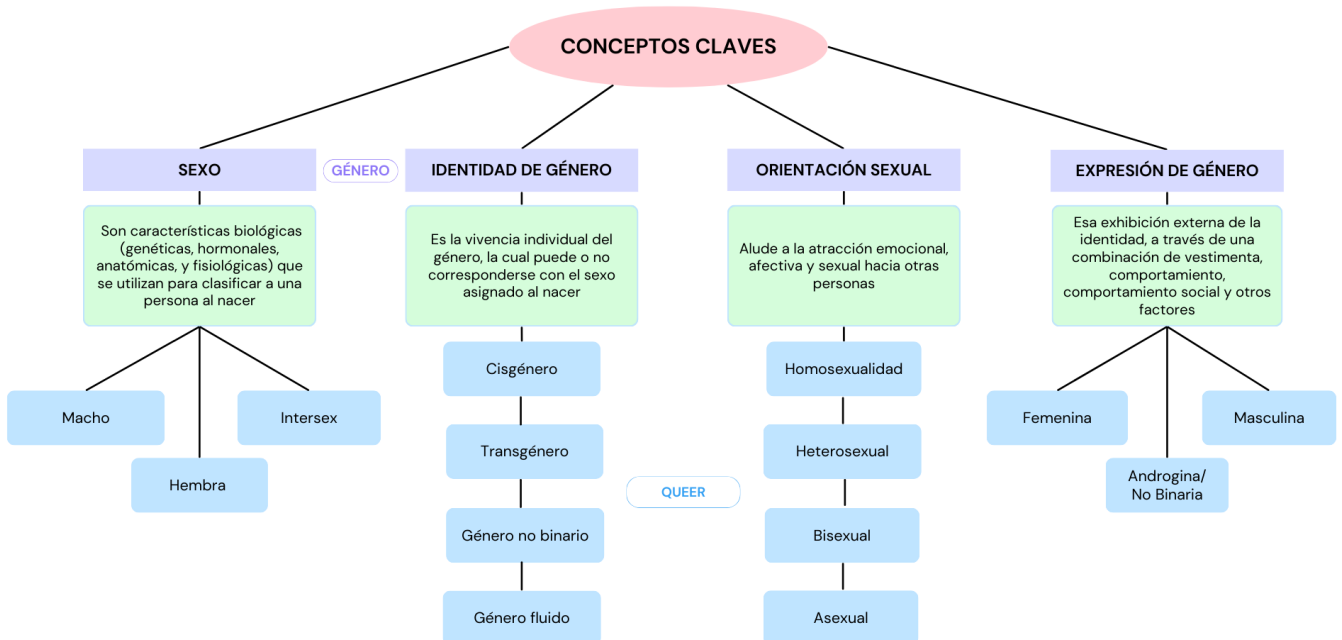 CONCEPTOS CLAVES
SEXO
GÉNERO
IDENTIDAD DE GÉNERO
ORIENTACIÓN SEXUAL
EXPRESIÓN DE GÉNERO
Son características biológicas
(genéticas, hormonales,
anatómicas, y fisiológicas) que
se utilizan para clasificar a una
persona al nacer
Es la vivencia individual del
género, la cual puede o no
corresponderse con el sexo
asignado al nacer
Alude a la atracción emocional,
afectiva y sexual hacia otras
personas
Esa exhibición externa de la
identidad, a través de una
combinación de vestimenta,
comportamiento,
comportamiento social y otros
factores
Macho
Hembra
Intersex
Cisgénero
Transgénero
Género no binario
Género fluido
QUEER
Homosexualidad
Heterosexual
Bisexual
Asexual
Femenina
Androgina/
No Binaria
Masculina